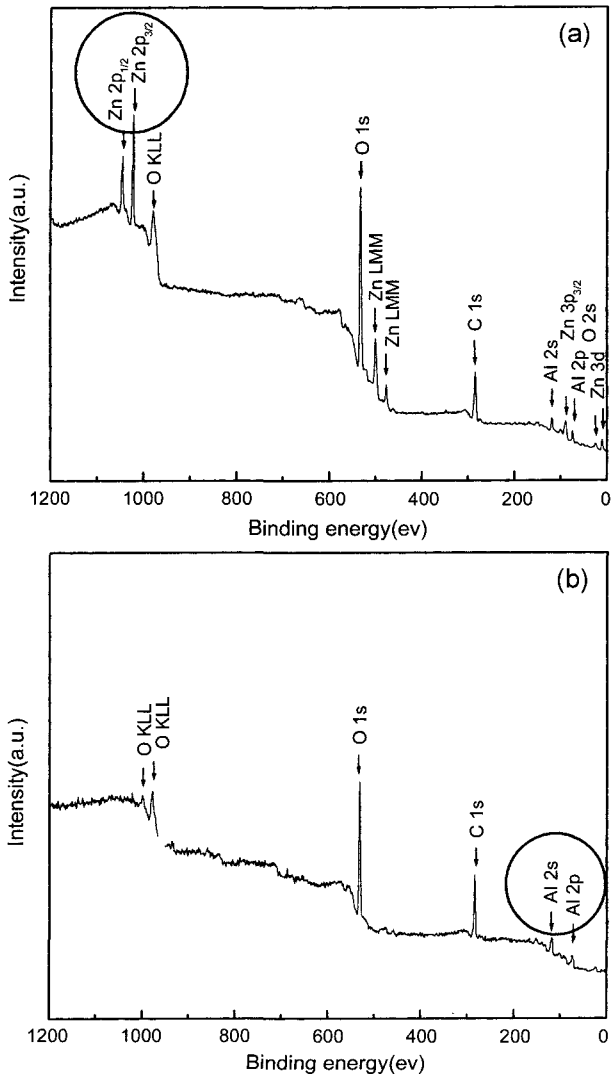 (a)
Zn 2p1/2
Zn 2p3/2
O KLL
O 1s
Zn LMM
Zn LMM
C 1s
Al 2s
Zn 3p3/2
Al 2p
O 2s
Zn 3d
Intensity(a.u.)
1200 1000 800 600 400 200 0
Binding energy(ev)
(b)
O KLL
O KLL
O 1s
C 1s
Al 2s
Al 2p
Intensity(a.u.)
1200 1000 800 600 400 200 0
Binding energy(ev)